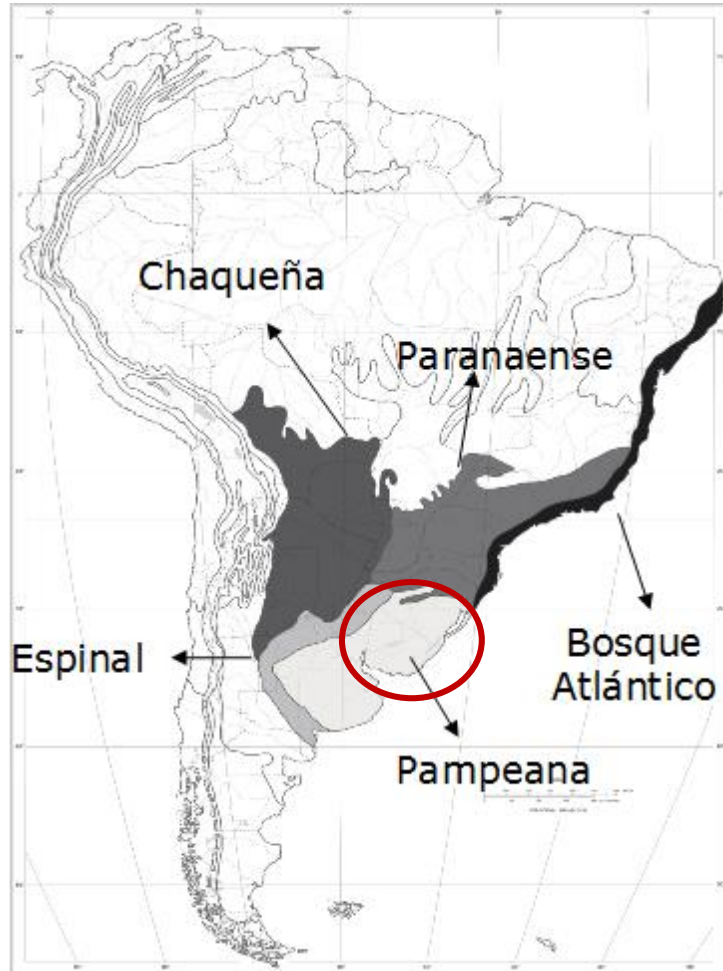 Chaqueña
Paranaense
Espinal
Bosque
Atlántico
Pampeana